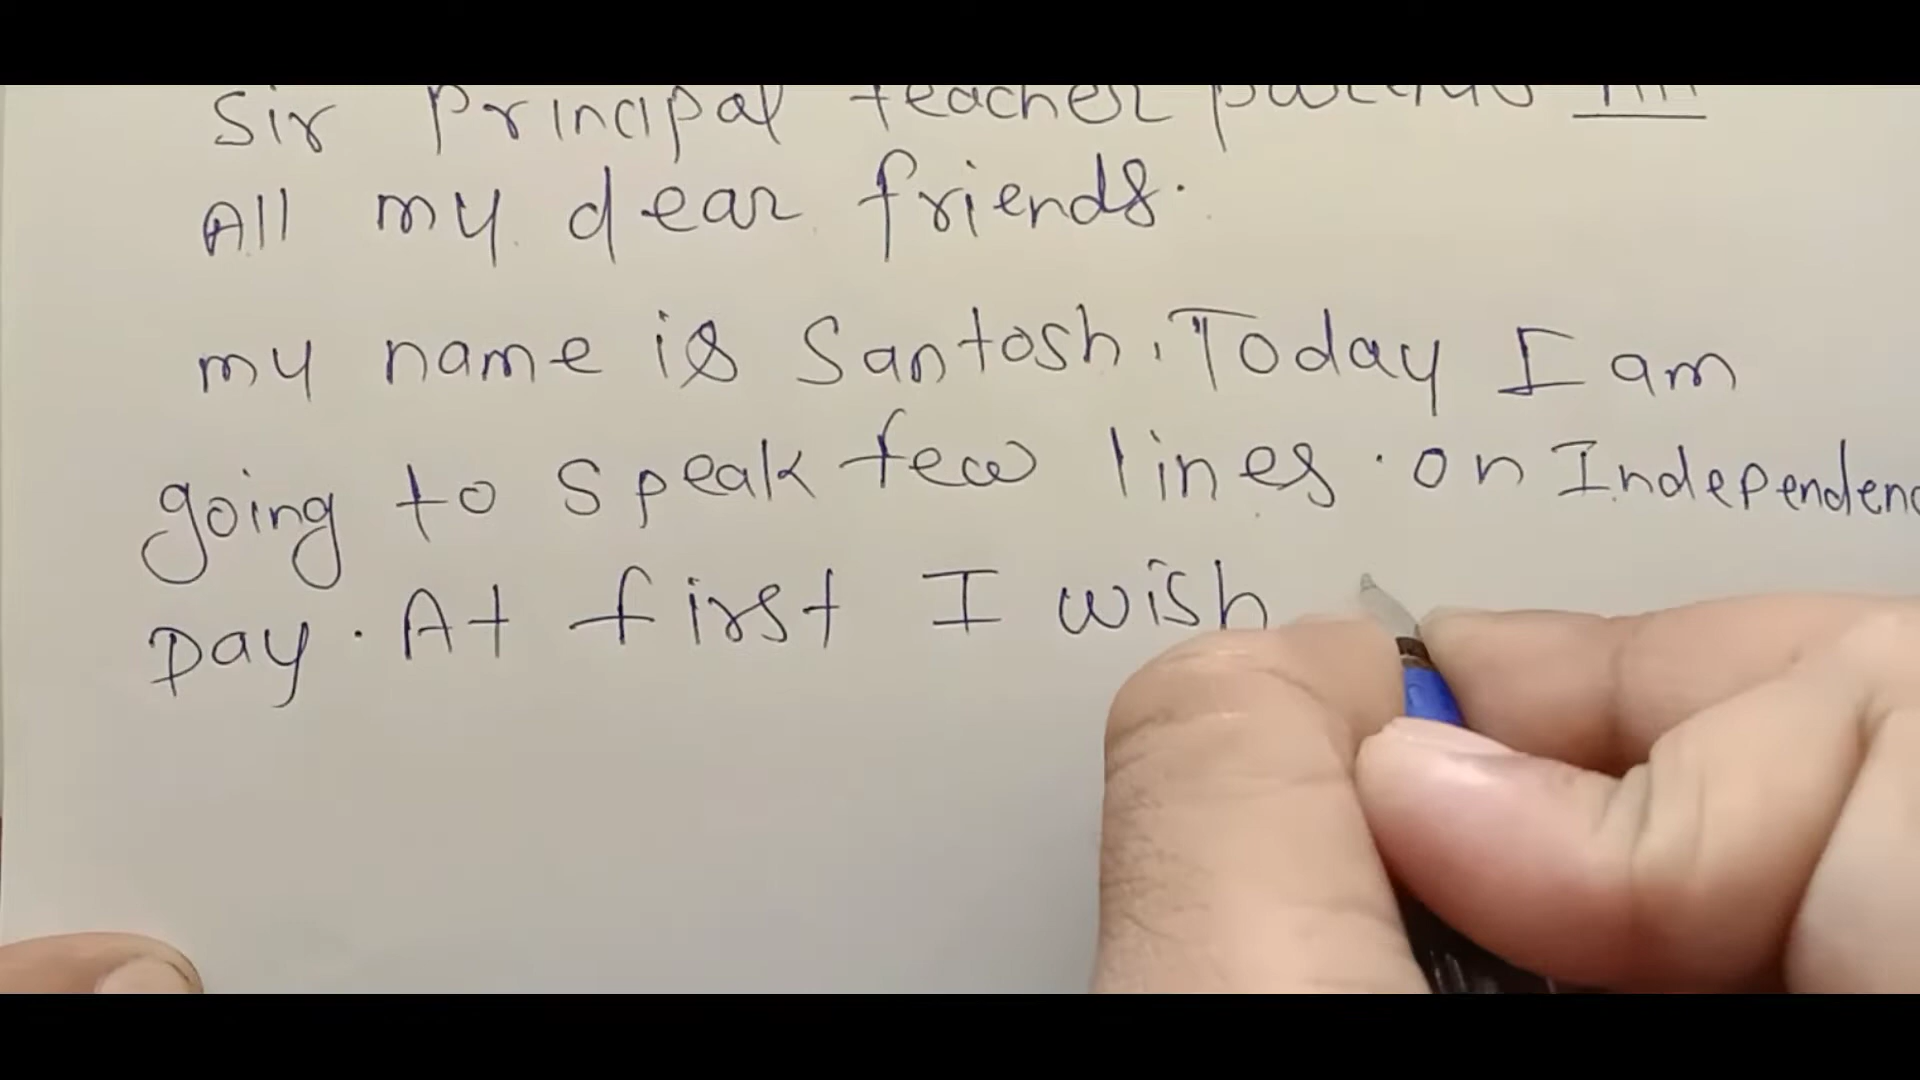 Sir principal teacher
All my dear friends.
my name is Santosh. Today I am
going to speak few lines. on Independenc
Day. At first I wish